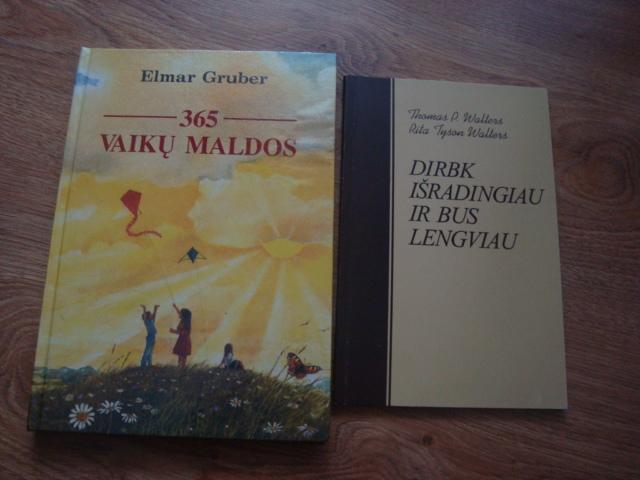 Elmar Gruber
365
VAIKŲ MALDOS
Thomas P. Walters
Rita Tyson Walters
DIRBK
IŠRADINGIAU
IR BUS
LENGVIAU